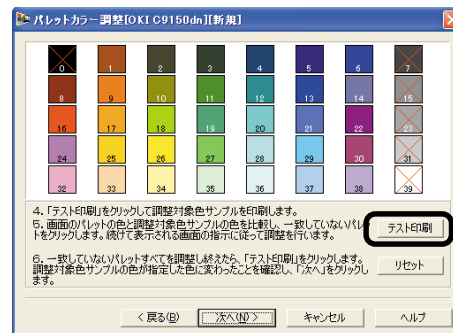 パレットカラー調整[OKI C9150dn][新規]
0 1 2 3 4 5 6 7
8 9 10 11 12 13 14 15
16 17 18 19 20 21 22 23
24 25 26 27 28 29 30 31
32 33 34 35 36 37 38 39
4. 「テスト印刷」をクリックして調整対象色サンプルを印刷します。
5. 画面のパレットの色と調整対象色サンプルの色を比較し、一致していないパレ
ットをクリックします。続けて表示される画面の指示に従って調整を行います。
テスト印刷
6. 一致していないパレットすべてを調整し終えたら、「テスト印刷」をクリックします。
調整対象色サンプルの色が指定した色に変わったことを確認し、「次へ」をクリックし
ます。
リセット
< 戻る(B) 次へ(N) > キャンセル ヘルプ